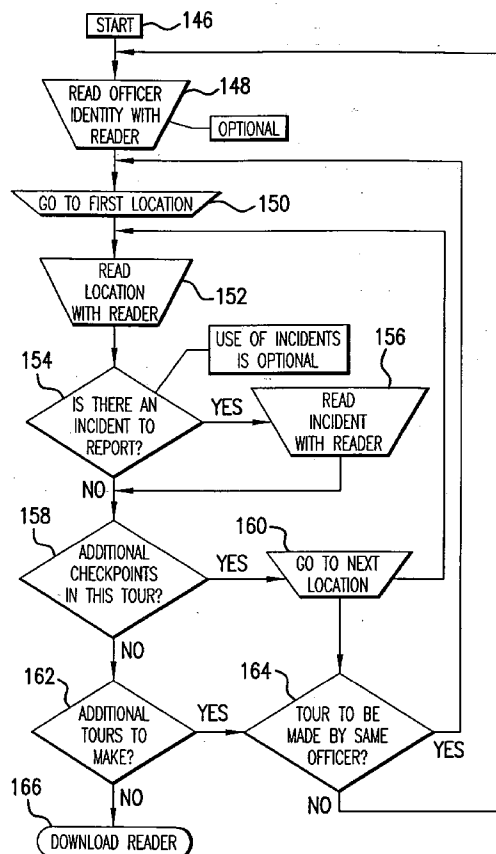 START
146
READ OFFICER
IDENTITY WITH
READER
148
OPTIONAL
GO TO FIRST LOCATION
150
READ
LOCATION
WITH READER
152
USE OF INCIDENTS
IS OPTIONAL
154
IS THERE AN
INCIDENT TO
REPORT?
YES
156
READ
INCIDENT
WITH READER
NO
158
ADDITIONAL
CHECKPOINTS
IN THIS TOUR?
YES
160
GO TO NEXT
LOCATION
NO
162
ADDITIONAL
TOURS TO
MAKE?
YES
164
TOUR TO BE
MADE BY SAME
OFFICER?
YES
NO
NO
166
DOWNLOAD READER